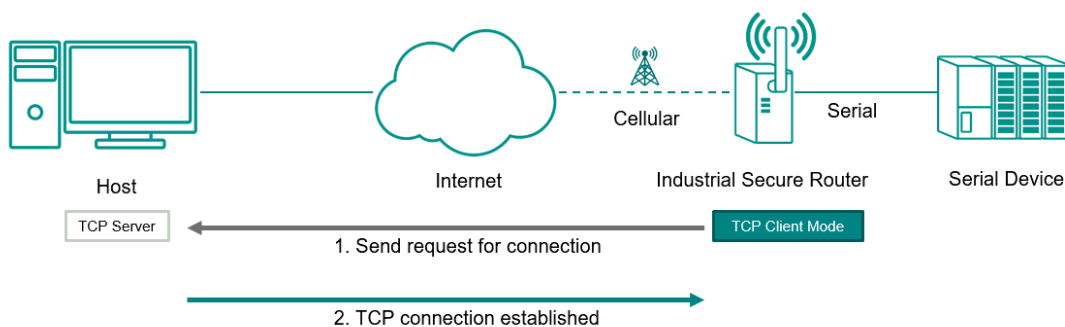 Cellular
Serial
Host
Internet
Industrial Secure Router
Serial Device
TCP Server
TCP Client Mode
1. Send request for connection
2. TCP connection established